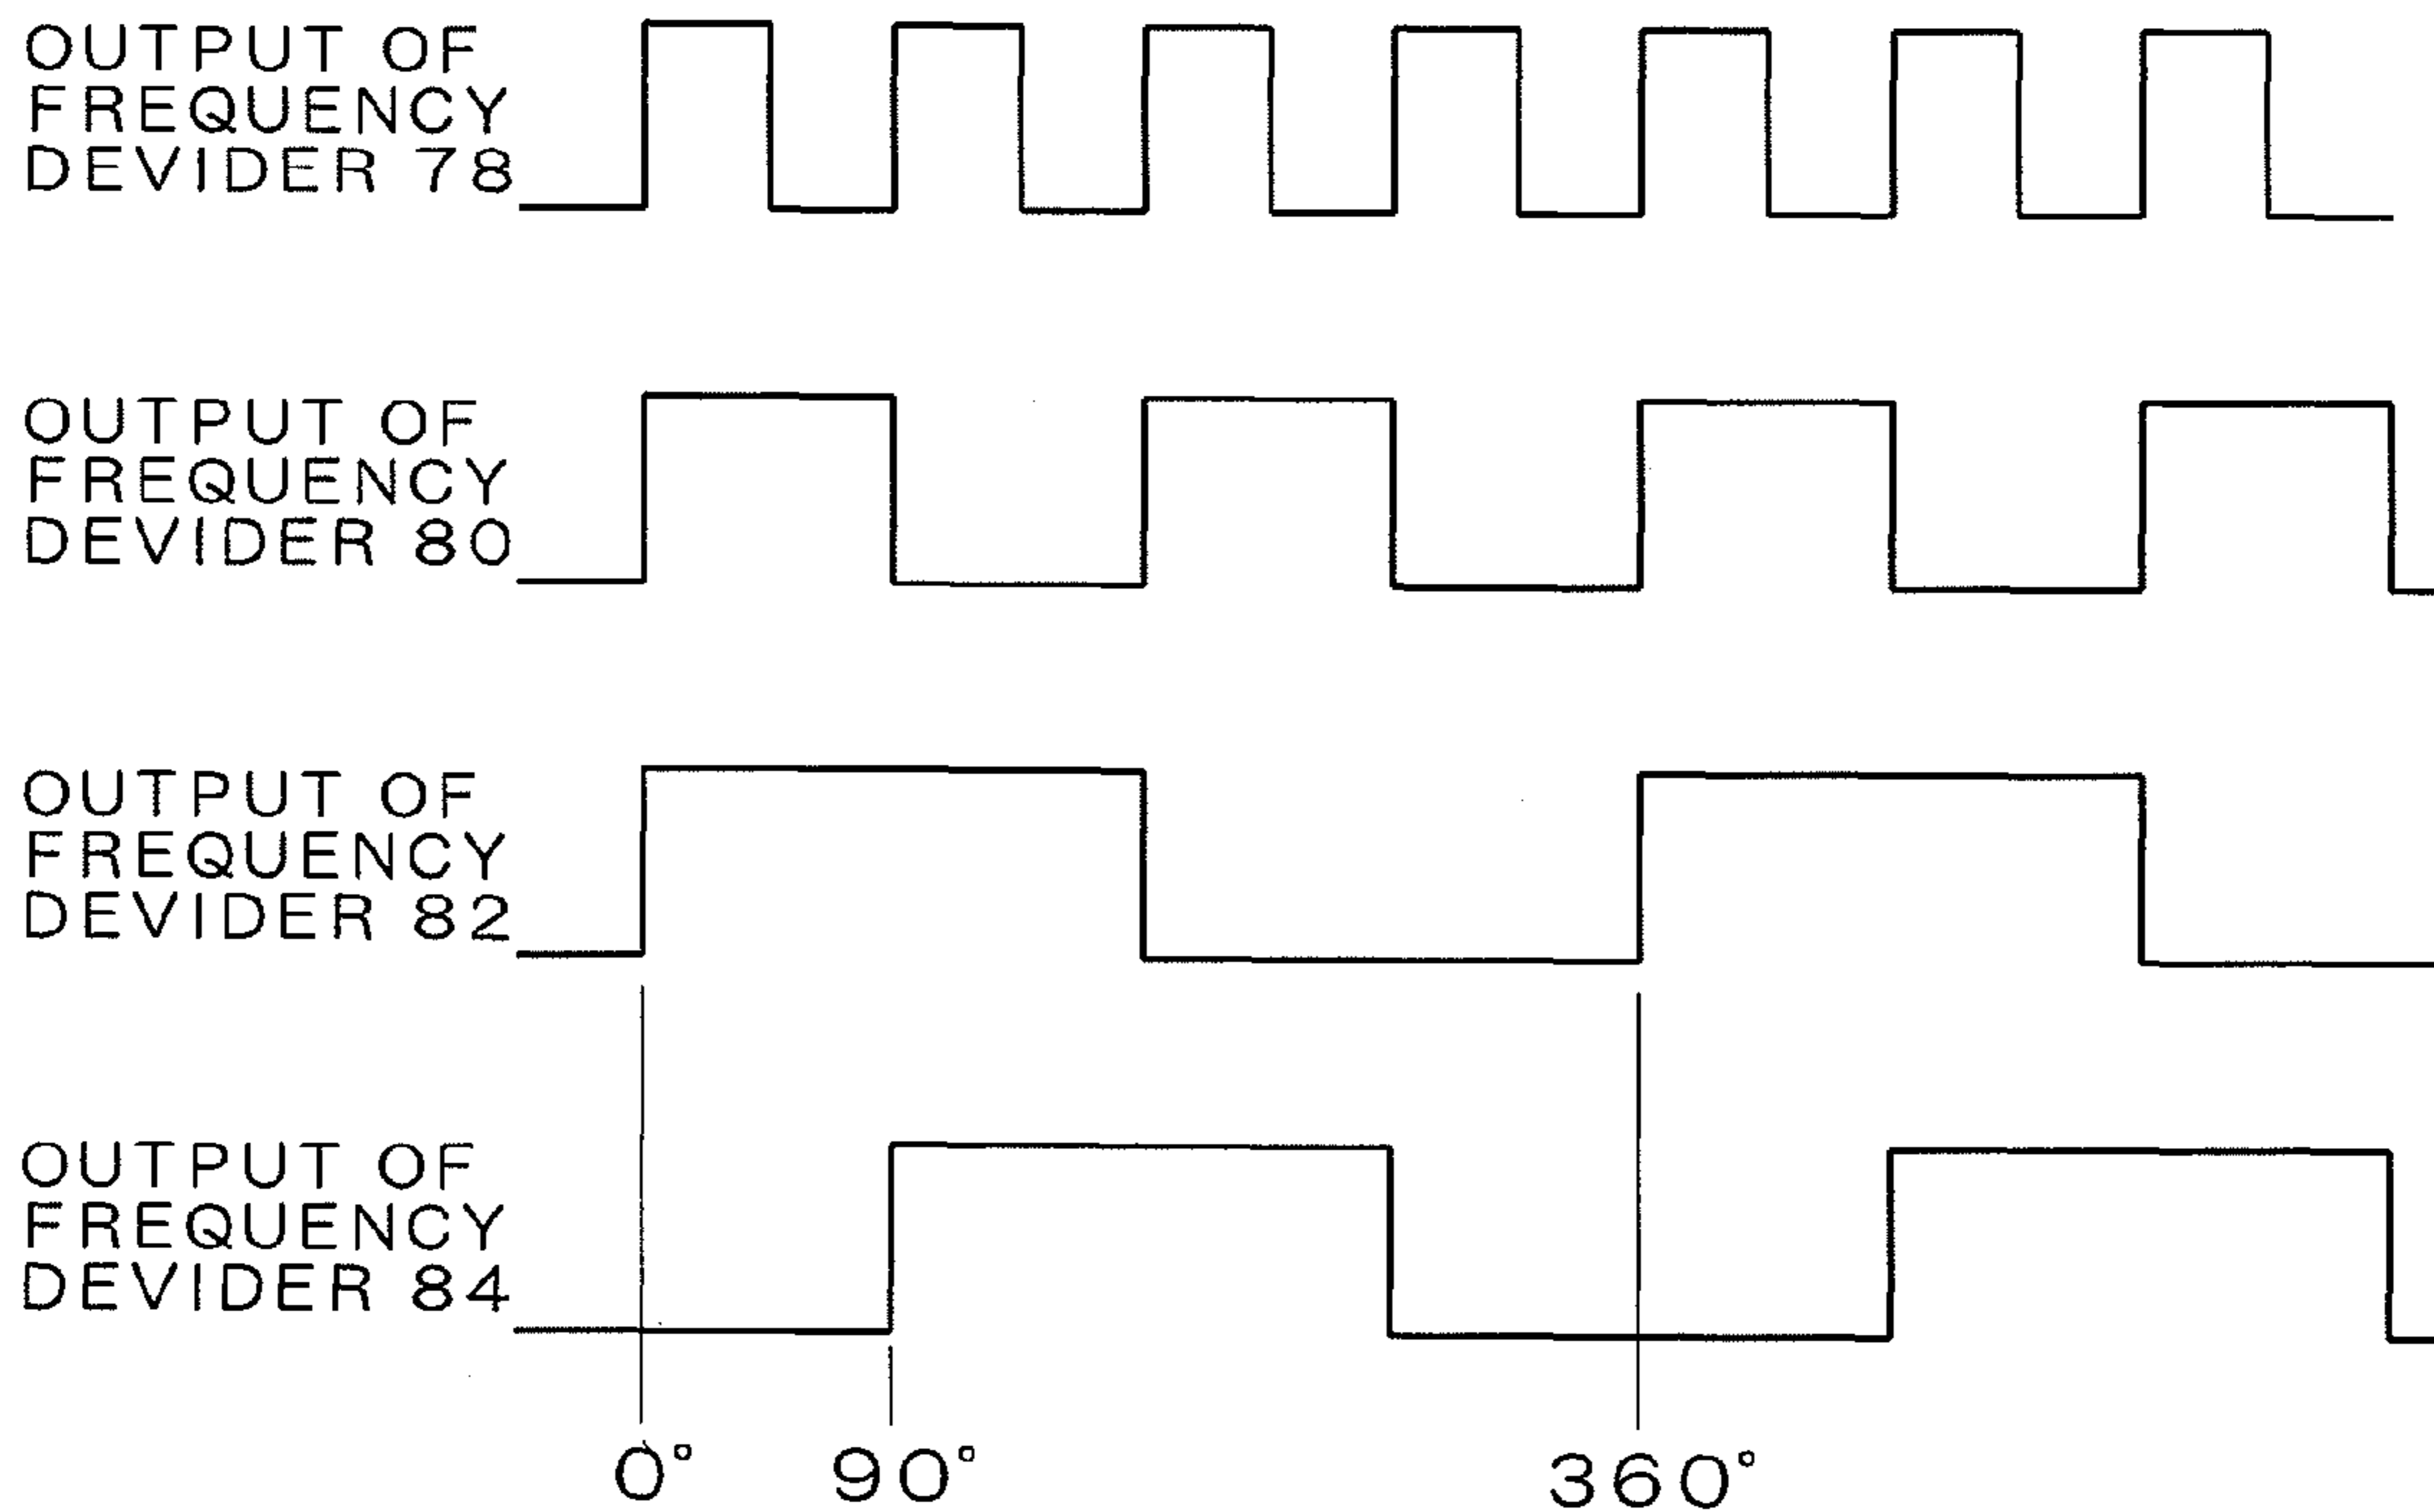 OUTPUT OF
FREQUENCY
DEVIDER 78
OUTPUT OF
FREQUENCY
DEVIDER 80
OUTPUT OF
FREQUENCY
DEVIDER 82
OUTPUT OF
FREQUENCY
DEVIDER 84
0° 90° 360°